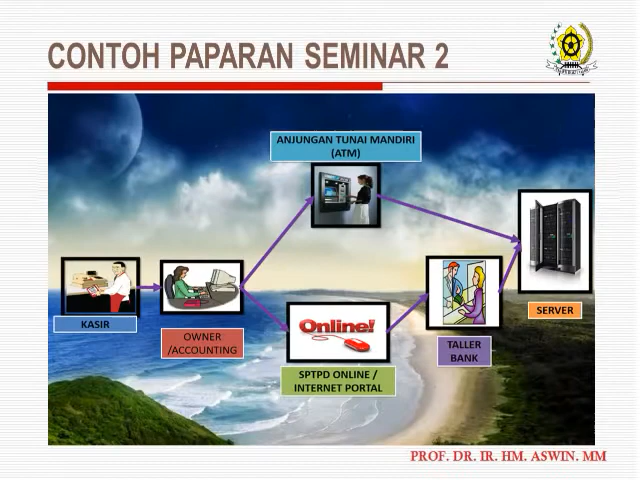 CONTOH PAPARAN SEMINAR 2
ANJUNGAN TUNAI MANDIRI
(ATM)
KASIR
OWNER
/ACCOUNTING
Online!
SPTPD ONLINE /
INTERNET PORTAL
TALLER
BANK
SERVER
PROF. DR. IR. HM. ASWIN. MM